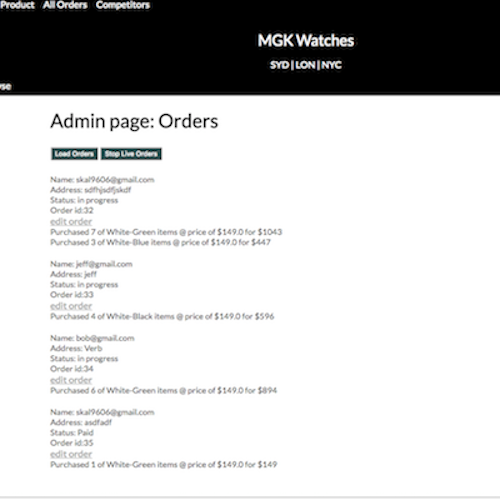 Product All Orders Competitors
MGK Watches
SYD | LON | NYC
se
Admin page: Orders
Load Orders Stop Live Orders
Name: skal9606@gmail.com
Address: sdfhjsdfjskdf
Status: in progress
Order id:32
edit order
Purchased 7 of White-Green items @ price of $149.0 for $1043
Purchased 3 of White-Blue items @ price of $149.0 for $447
Name: jeff@gmail.com
Address: jeff
Status: in progress
Order id:33
edit order
Purchased 4 of White-Black items @ price of $149.0 for $596
Name: bob@gmail.com
Address: Verb
Status: in progress
Order id:34
edit order
Purchased 6 of White-Green items @ price of $149.0 for $894
Name: skal9606@gmail.com
Address: asdfadf
Status: Paid
Order id:35
edit order
Purchased 1 of White-Green items @ price of $149.0 for $149